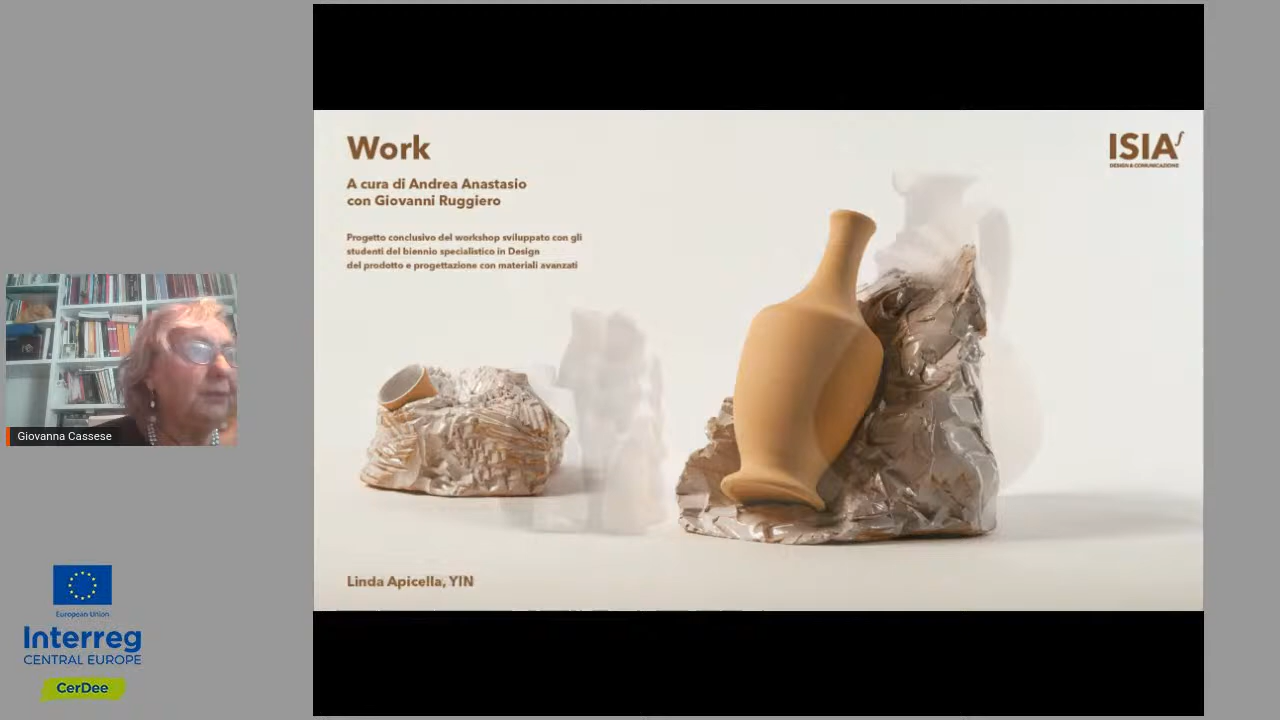 Work
A cura di Andrea Anastasio
con Giovanni Ruggiero
Progetto conclusivo del workshop sviluppato con gli
studenti del biennio specialistico in Design
del prodotto e progettazione con materiali avanzati
ISIA
DESIGN & COMUNICAZIONE
Linda Apicella, YIN
Giovanna Cassese
European Union
Interreg
CENTRAL EUROPE
CerDee